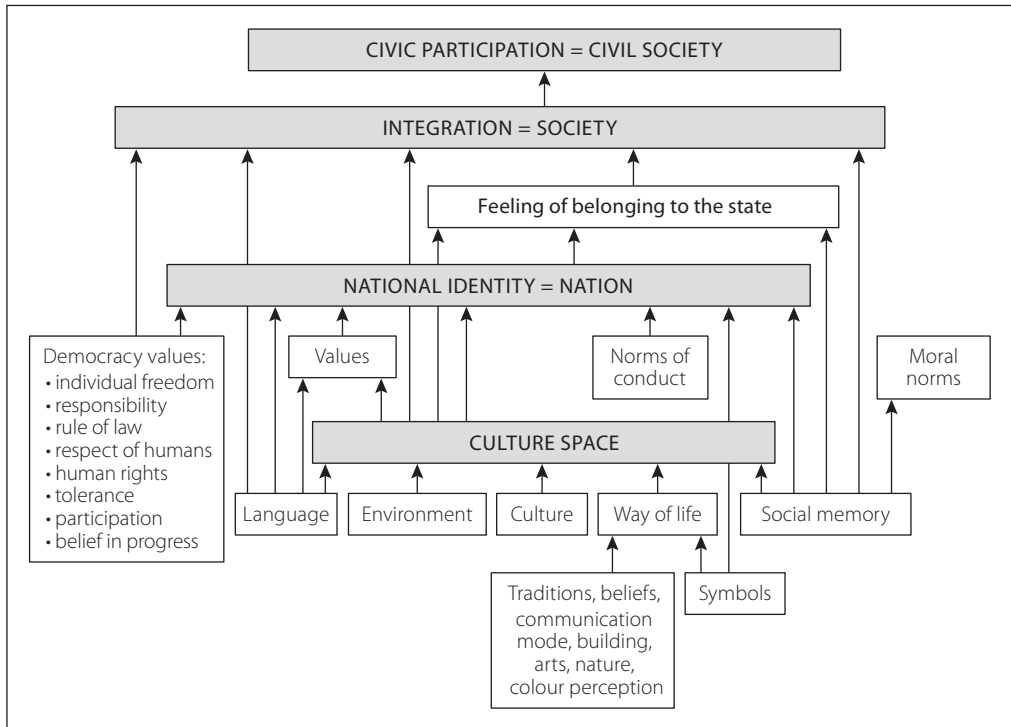 CIVIC PARTICIPATION = CIVIL SOCIETY
INTEGRATION = SOCIETY
Feeling of belonging to the state
NATIONAL IDENTITY = NATION
Democracy values:
• individual freedom
• responsibility
• rule of law
• respect of humans
• human rights
• tolerance
• participation
• belief in progress
Values
Norms of
conduct
Moral
norms
CULTURE SPACE
Language
Environment
Culture
Way of life
Social memory
Traditions, beliefs,
communication
mode, building,
arts, nature,
colour perception
Symbols